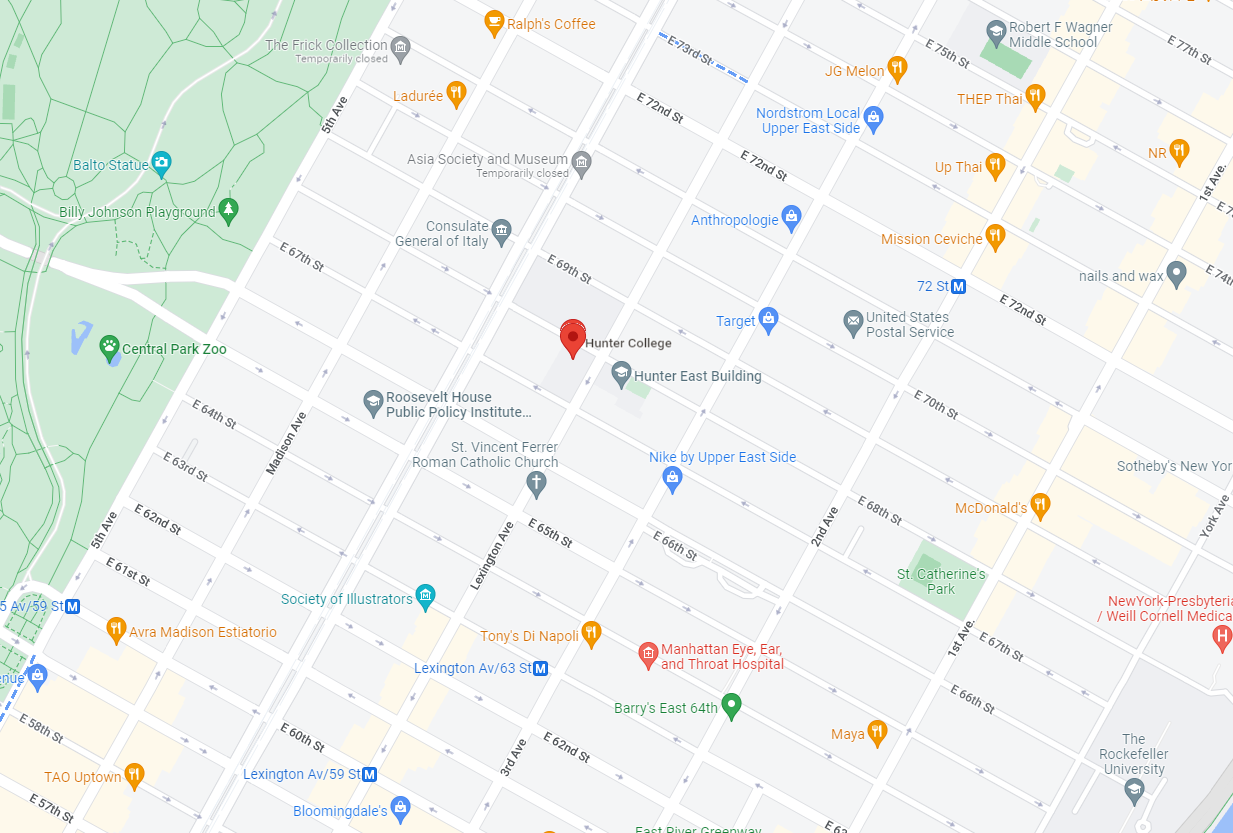 Ralph's Coffee
The Frick Collection
Temporarily closed
Robert F Wagner
Middle School
E 77th St
E 75th St
E 73rd St
JG Melon
Ladurée
THEP Thai
5th Ave
E 72nd St
Nordstrom Local
Upper East Side
Asia Society and Museum
Temporarily closed
Balto Statue
E 72nd St
Up Thai
NR
1st Ave.
Billy Johnson Playground
Consulate
General of Italy
Anthropologie
Mission Ceviche
E 67th St
E 69th St
nails and wax
E 74th
72 St M
E 72nd St
Target
United States
Postal Service
Hunter College
Central Park Zoo
Hunter East Building
Roosevelt House
Public Policy Institute...
E 64th St
E 70th St
Madison Ave
St. Vincent Ferrer
Roman Catholic Church
Nike by Upper East Side
E 63rd St
Sotheby's New Yor
McDonald's
E 62nd St
5th Ave
E 68th St
2nd Ave
York Ave
E 65th St
E 66th St
Lexington Ave
E 61st St
St. Catherine's
Park
Society of Illustrators
5 Av/59 St M
NewYork-Presbyteria
/ Weill Cornell Medica
H
Avra Madison Estiatorio
Tony's Di Napoli
1st Ave.
E 67th St
Manhattan Eye, Ear,
and Throat Hospital
Lexington Av/63 St M
enue
E 66th St
Barry's East 64th
E 58th St
Maya
E 60th St
E 62nd St
3rd Ave
The
Rockefeller
University
TAO Uptown
Lexington Av/59 St M
E 57th St
Bloomingdale's
East River Greenway